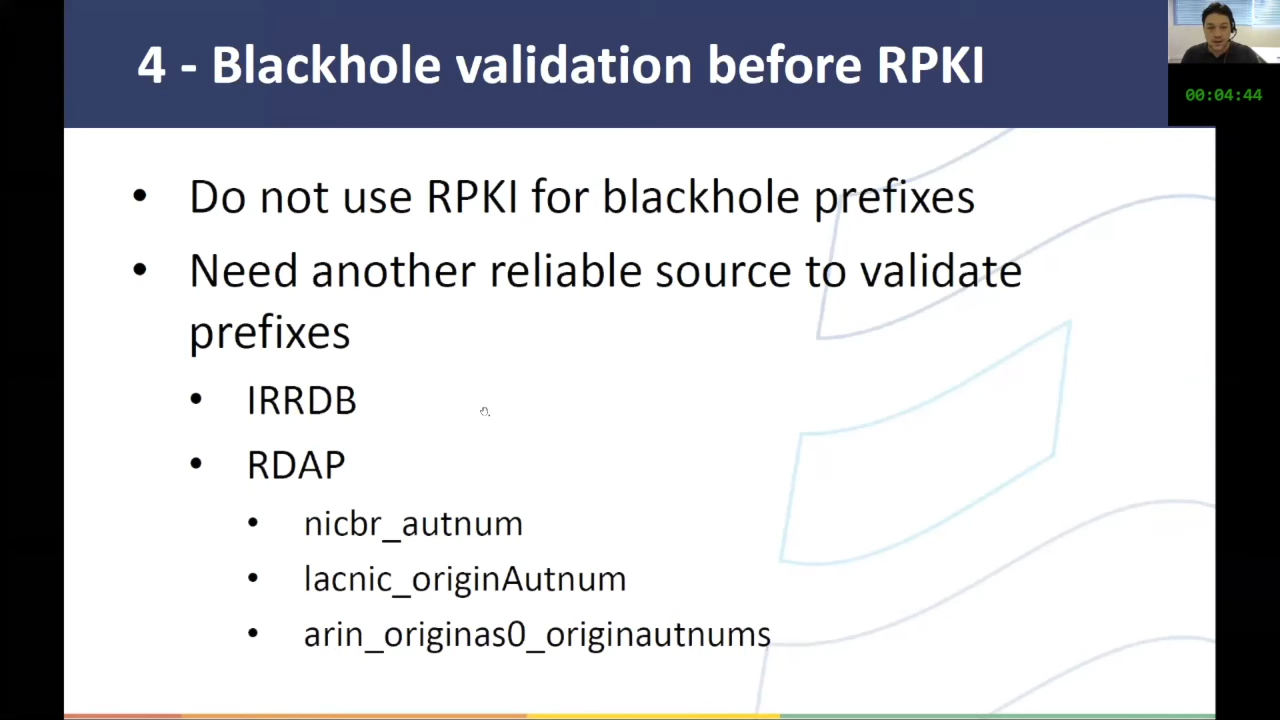 4 - Blackhole validation before RPKI
00:04:44
• Do not use RPKI for blackhole prefixes
• Need another reliable source to validate
prefixes
• IRRDB
• RDAP
• nicbr_autnum
• lacnic_originAutnum
• arin_originas0_originautnums